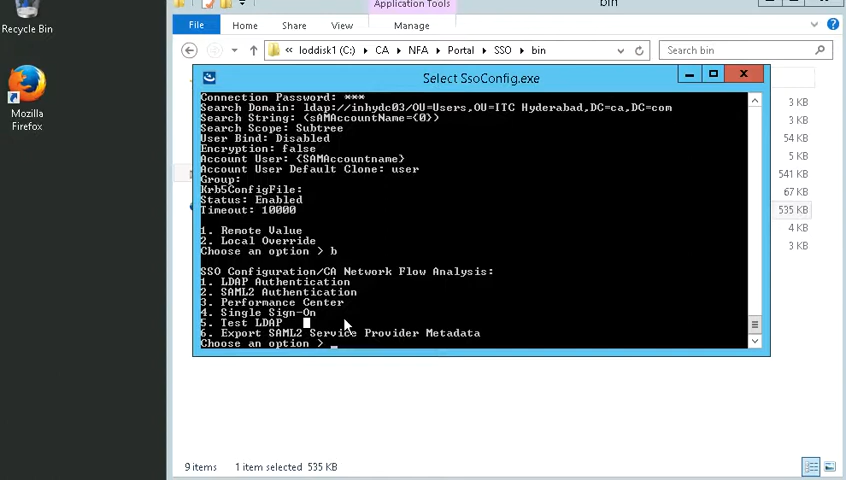 Application Tools
bin
File
Home
Share
View
Manage
loddisk1 (C:)
CA
NFA
Portal
SSO
bin
Search bin
Recycle Bin
Mozilla
Firefox
Select SsoConfig.exe
Connection Password: ***
Search Domain: ldap://inhydc03/OU=Users,OU=ITC Hyderabad,DC=ca,DC=com
Search String: (sAMAccountName={0})
Search Scope: Subtree
User Bind: Disabled
Encryption: false
Account User: {SAMAccountname}
Account User Default Clone: user
Group:
Krb5ConfigFile:
Status: Enabled
Timeout: 10000
1. Remote Value
2. Local Override
Choose an option > b
SSO Configuration/CA Network Flow Analysis:
1. LDAP Authentication
2. SAML2 Authentication
3. Performance Center
4. Single Sign-On
5. Test LDAP
6. Export SAML2 Service Provider Metadata
Choose an option > _
3 KB
3 KB
54 KB
5 KB
541 KB
67 KB
535 KB
4 KB
3 KB
9 items
1 item selected 535 KB